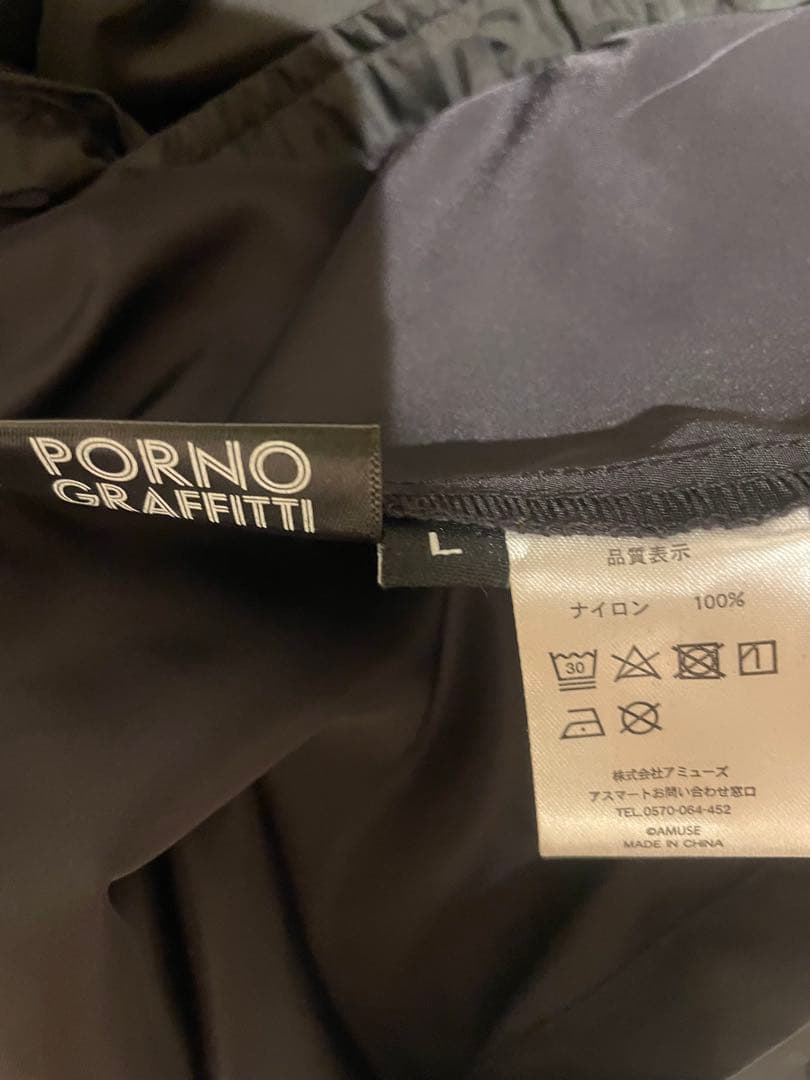 PORNO
GRAFFITTI
L
品質表示
ナイロン 100%
30
株式会社アミューズ
アスマートお問い合わせ窓口
TEL.0570-064-452
©AMUSE
MADE IN CHINA